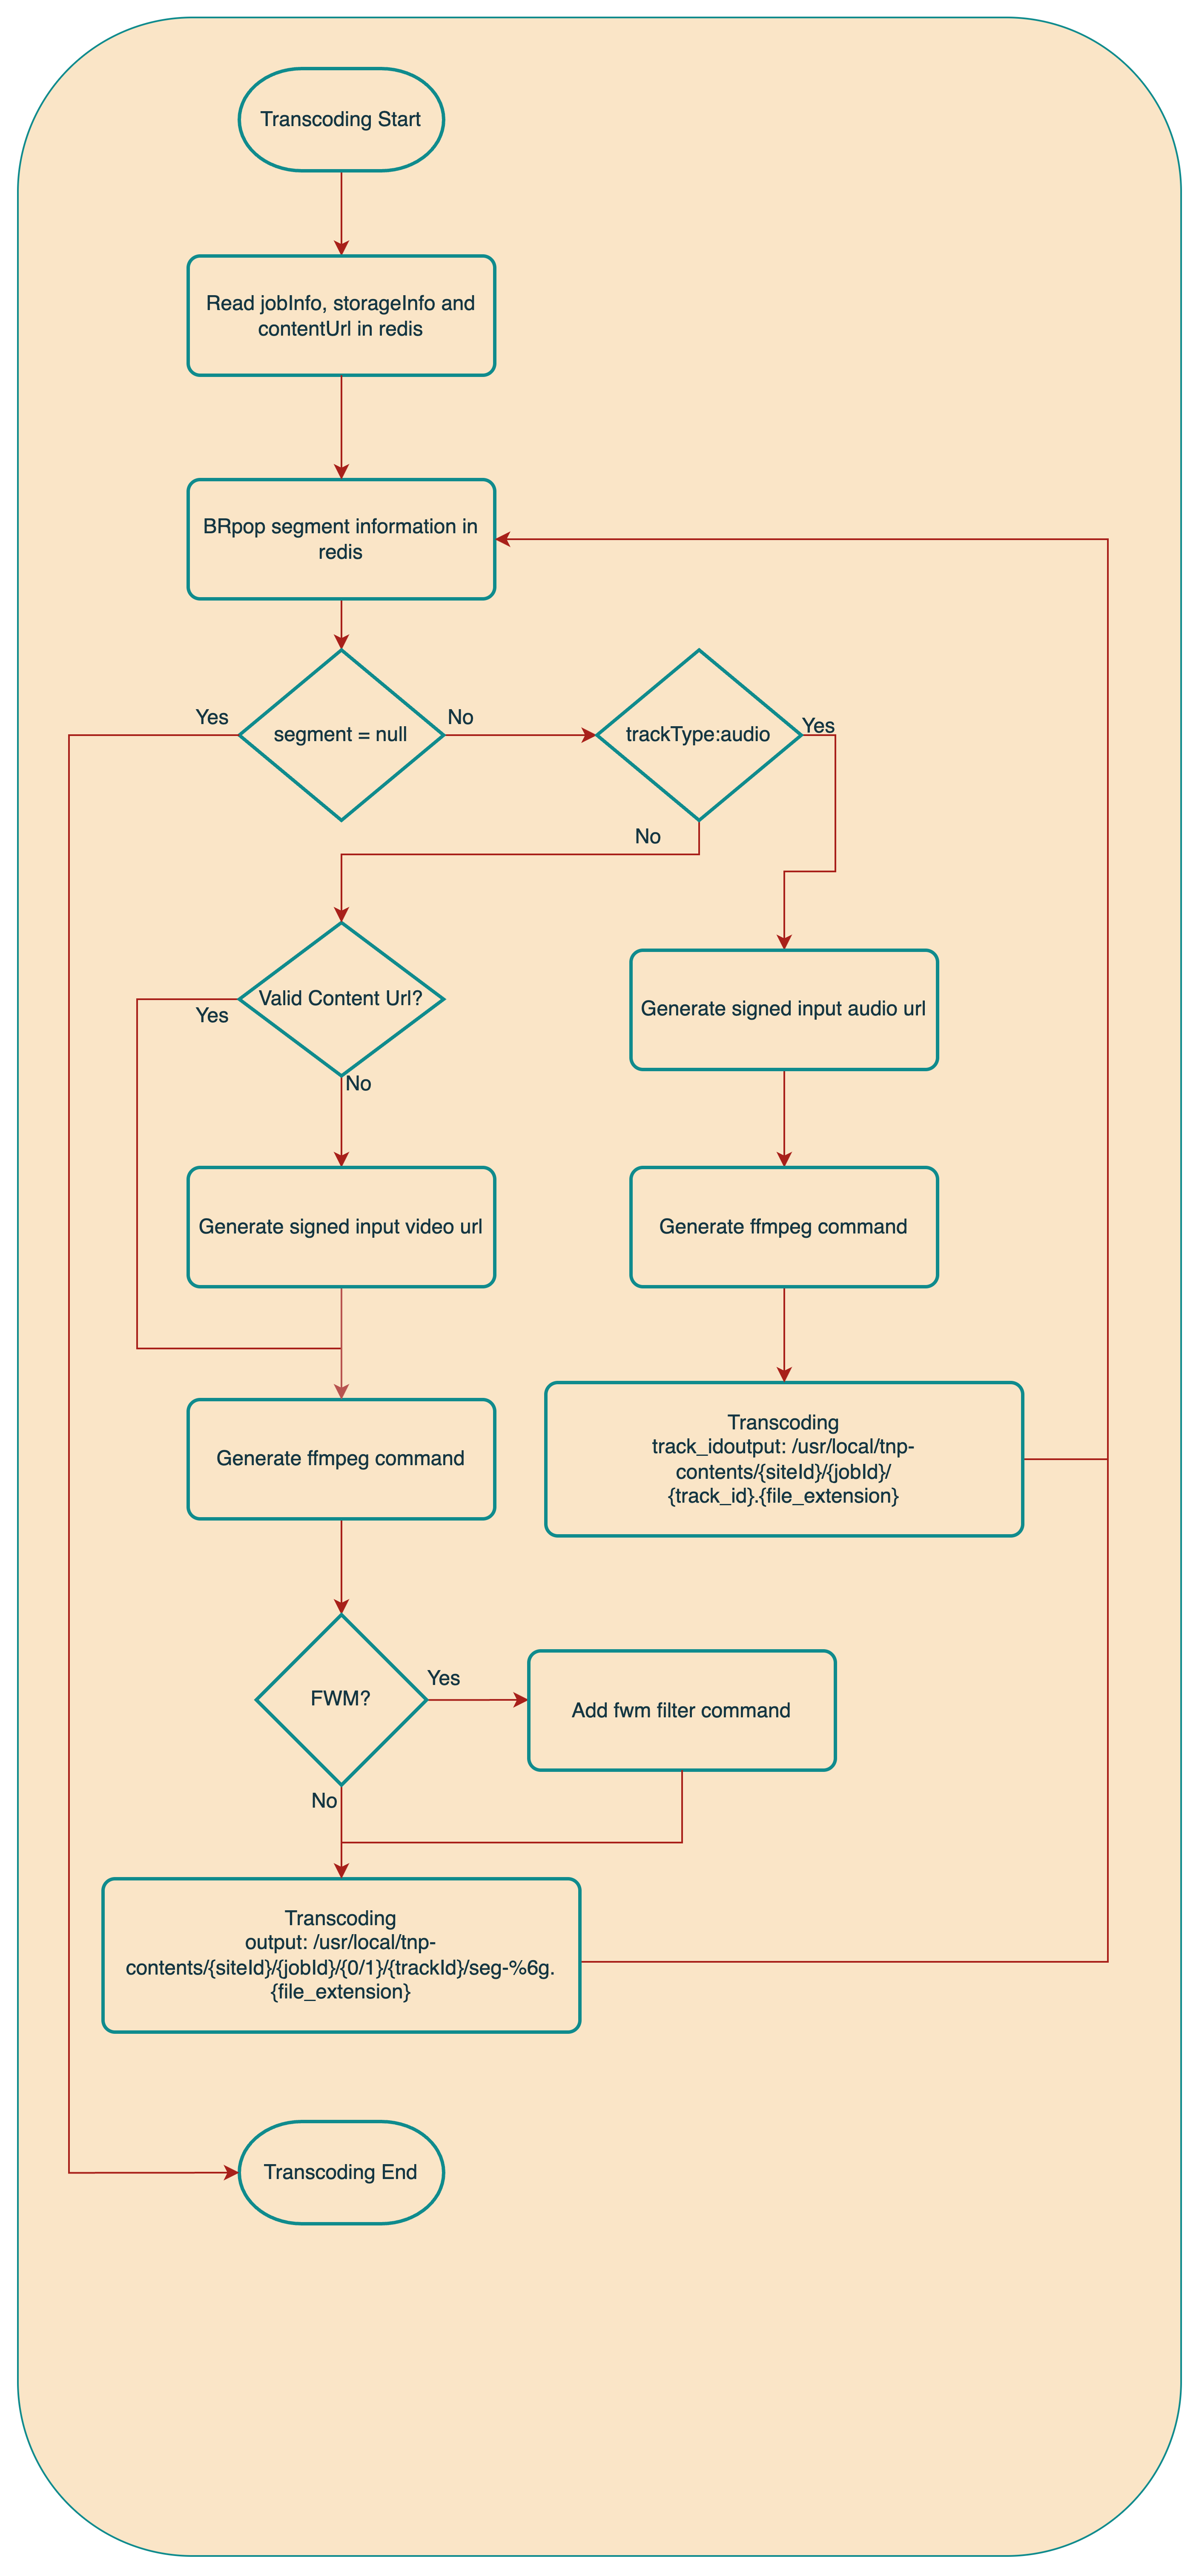 Transcoding Start
Read jobInfo, storageInfo and
contentUrl in redis
BRpop segment information in
redis
Yes
segment = null
No
trackType:audio
Yes
No
Valid Content Url?
Yes
No
Generate signed input audio url
Generate signed input video url
Generate ffmpeg command
Generate ffmpeg command
Transcoding
track_idoutput: /usr/local/tnp-
contents/{siteId}/{jobId}/
{track_id}.{file_extension}
FWM?
Yes
Add fwm filter command
No
Transcoding
output: /usr/local/tnp-
contents/{siteId}/{jobId}/{0/1}/{trackId}/seg-%6g.
{file_extension}
Transcoding End